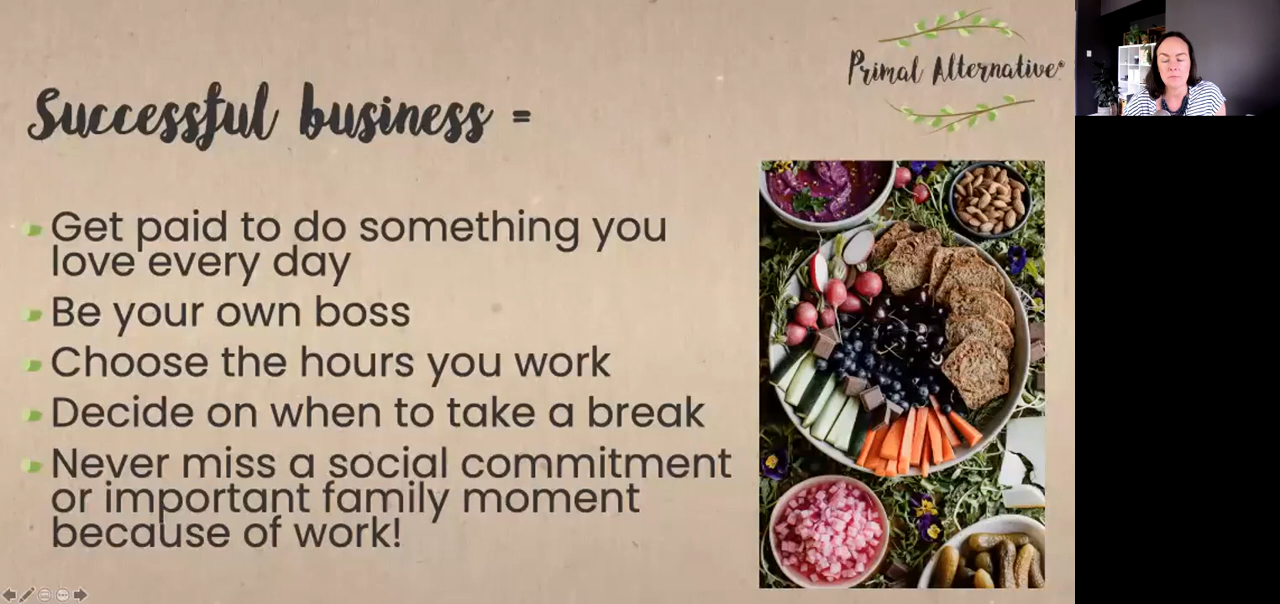 Primal Alternative®
Successful business =
Get paid to do something you
love every day
Be your own boss
Choose the hours you work
Decide on when to take a break
Never miss a social commitment
or important family moment
because of work!